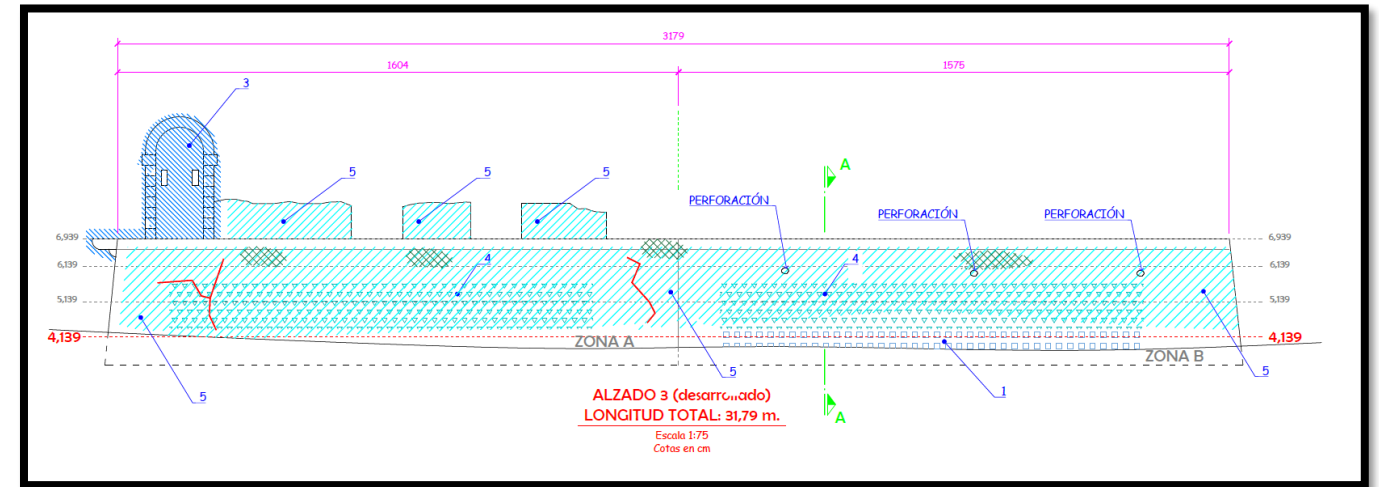 3179
1604
1575
3
5
5
5
A
PERFORACIÓN
PERFORACIÓN
PERFORACIÓN
6,939
6,939
4
4
6,139
6,139
5,139
5,139
4,139
4,139
ZONA A
ZONA B
5
5
5
1
ALZADO 3 (desarrollado)
LONGITUD TOTAL: 31,79 m.
A
Escala 1:75
Cotas en cm